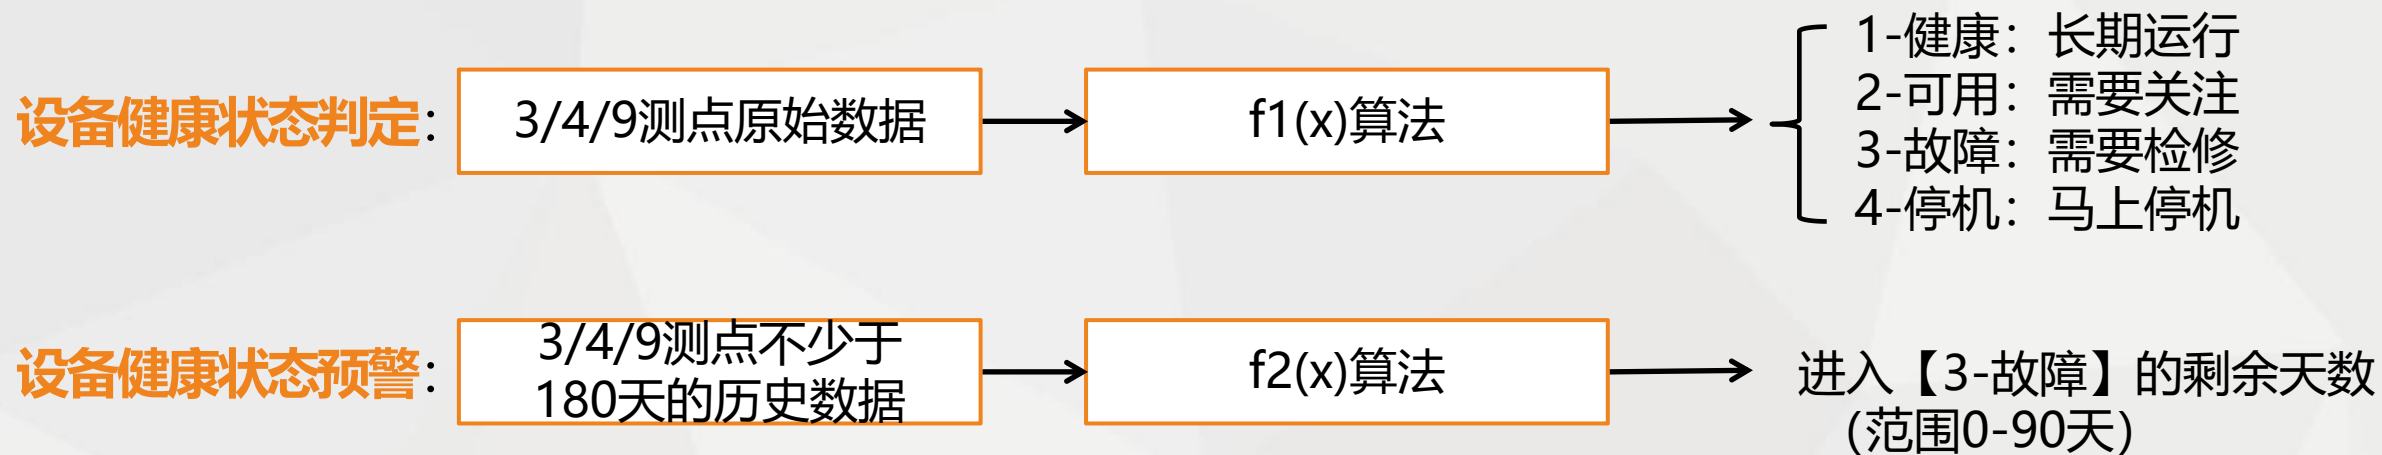 设备健康状态判定：
3/4/9测点原始数据
f1(x)算法
1-健康：长期运行
2-可用：需要关注
3-故障：需要检修
4-停机：马上停机
设备健康状态预警：
3/4/9测点不少于
180天的历史数据
f2(x)算法
进入【3-故障】的剩余天数
(范围0-90天)